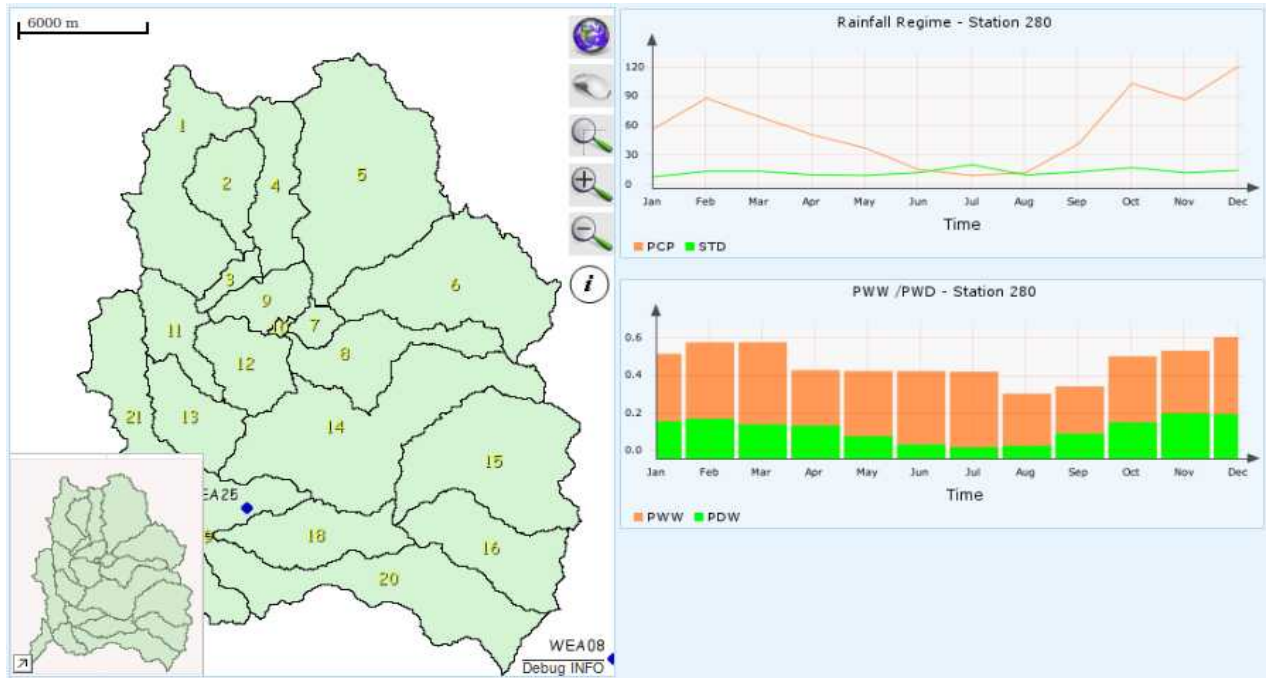 6000 m
1
2
4
5
3
6
9
10
7
11
8
12
21
13
14
15
EA25
18
16
20
WEA08
Debug INFO
i
Rainfall Regime - Station 280
120
90
60
30
0
Jan Feb Mar Apr May Jun Jul Aug Sep Oct Nov Dec
Time
PCP STD
PWW /PWD - Station 280
0.6
0.4
0.2
0.0
Jan Feb Mar Apr May Jun Jul Aug Sep Oct Nov Dec
Time
PWW PDW